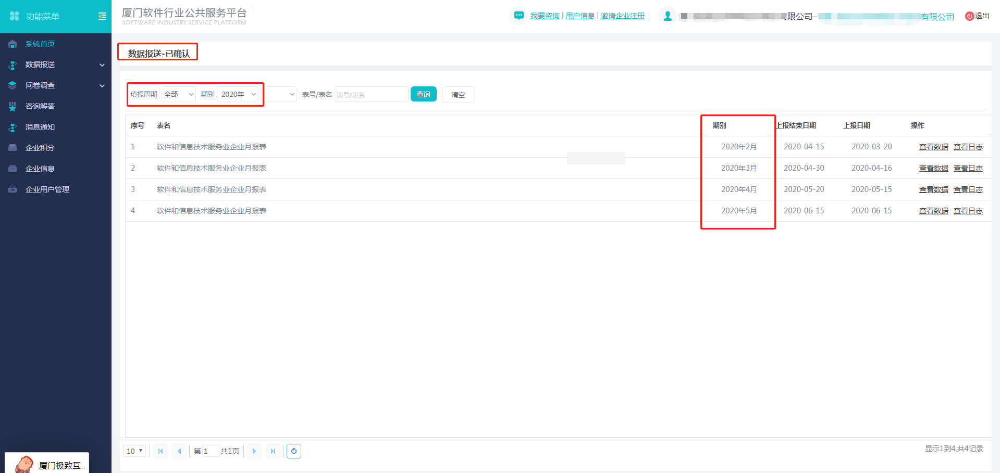 功能菜单
厦门软件行业公共服务平台
SOFTWARE INDUSTRY SERVICE PLATFORM
我要咨询 | 用户信息 | 邀请企业注册
限公司-
有限公司
退出
系统首页
数据报送
问卷调查
咨询解答
消息通知
企业积分
企业信息
企业用户管理
数据报送-已确认
填报周期 全部 期别 2020年 表号/表名 表号/表名 查询 清空
序号 表名 期别 上报结束日期 上报日期 操作
1 软件和信息技术服务业企业月报表 2020年2月 2020-04-15 2020-03-20 查看数据 查看日志
2 软件和信息技术服务业企业月报表 2020年3月 2020-04-30 2020-04-16 查看数据 查看日志
3 软件和信息技术服务业企业月报表 2020年4月 2020-05-20 2020-05-15 查看数据 查看日志
4 软件和信息技术服务业企业月报表 2020年5月 2020-06-15 2020-06-15 查看数据 查看日志
10 第 1 共1页
显示1到4,共4记录
厦门极致互..